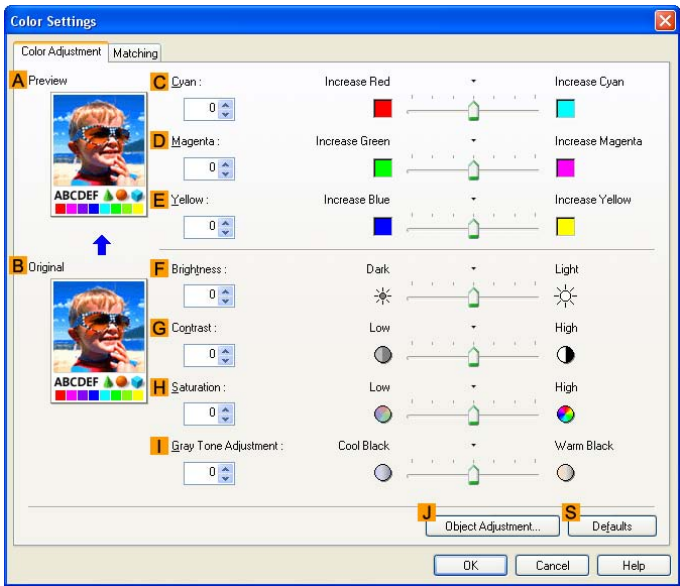 Color Settings
Color Adjustment Matching
A Preview
C Cyan : Increase Red Increase Cyan
0
D Magenta : Increase Green Increase Magenta
0
ABCDEF
E Yellow : Increase Blue Increase Yellow
0
B Original
F Brightness : Dark Light
0
G Contrast : Low High
0
ABCDEF
H Saturation : Low High
0
I Gray Tone Adjustment : Cool Black Warm Black
0
J Object Adjustment... S Defaults
OK Cancel Help